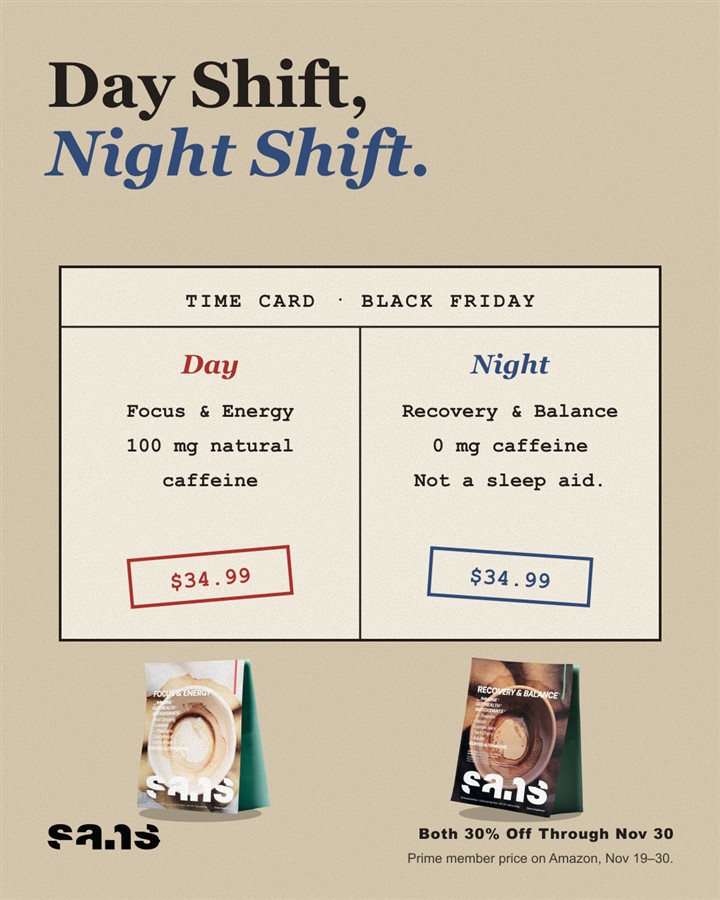 Day Shift,
Night Shift.
TIME CARD · BLACK FRIDAY
Day
Focus & Energy
100 mg natural
caffeine
$34.99
Night
Recovery & Balance
0 mg caffeine
Not a sleep aid.
$34.99
FOCUS & ENERGY
sans
RECOVERY & BALANCE
sans
sans
Both 30% Off Through Nov 30
Prime member price on Amazon, Nov 19–30.